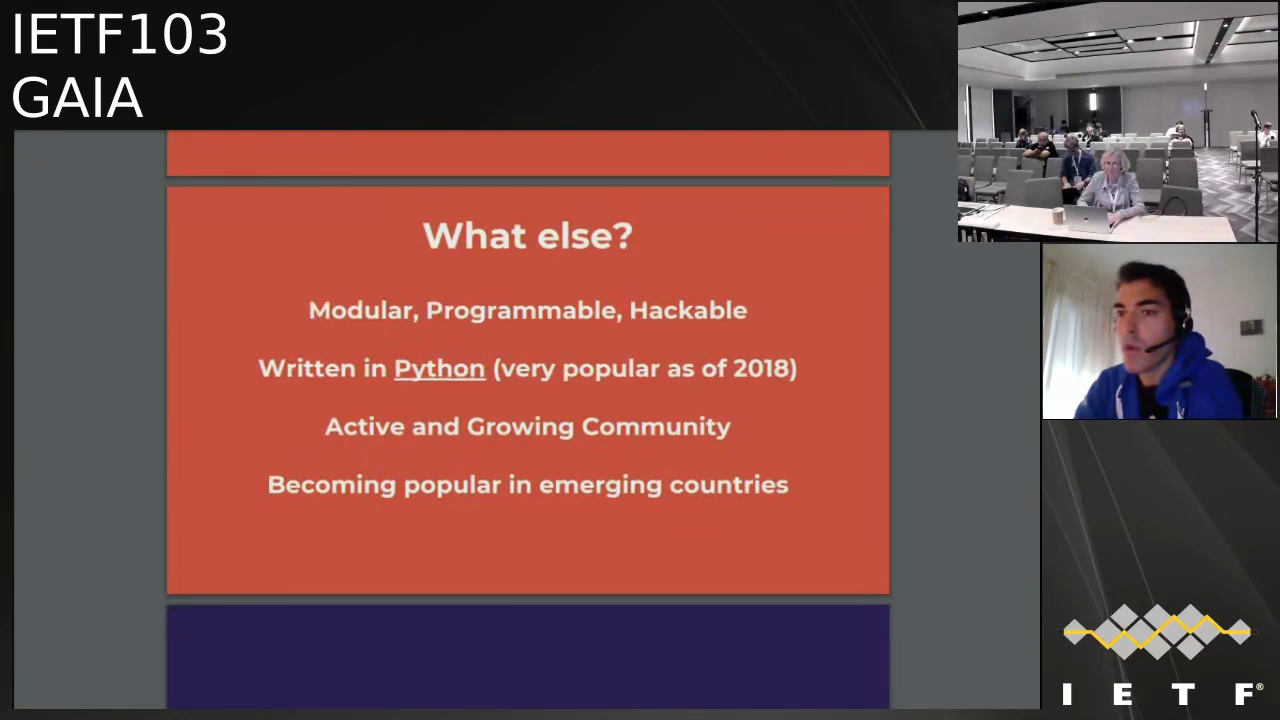 IETF103
GAIA
What else?
Modular, Programmable, Hackable
Written in Python (very popular as of 2018)
Active and Growing Community
Becoming popular in emerging countries
I E T F®